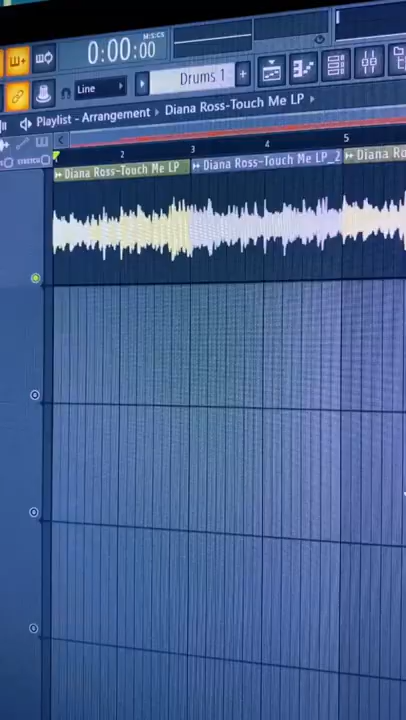 M:S:CS
0:00:00
Line
Drums 1
Playlist - Arrangement
Diana Ross-Touch Me LP
STRETCH
2 3 4 5
Diana Ross-Touch Me LP
Diana Ross-Touch Me LP_2
Diana Ro